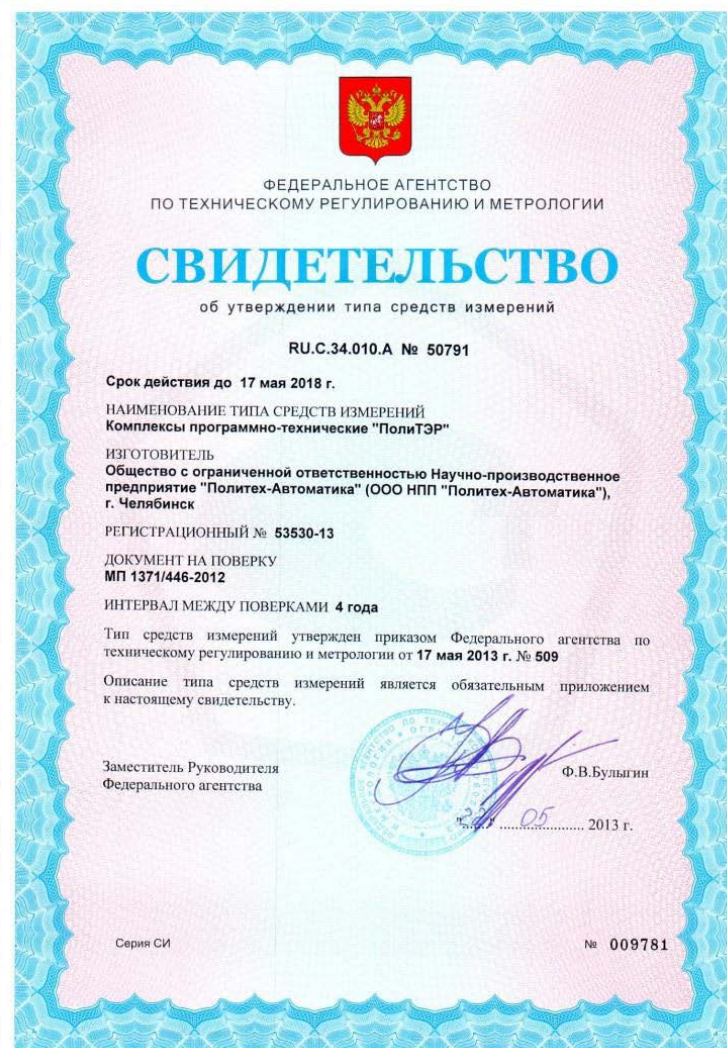 ФЕДЕРАЛЬНОЕ АГЕНТСТВО
ПО ТЕХНИЧЕСКОМУ РЕГУЛИРОВАНИЮ И МЕТРОЛОГИИ
СВИДЕТЕЛЬСТВО
об утверждении типа средств измерений
RU.C.34.010.A № 50791
Срок действия до 17 мая 2018 г.
НАИМЕНОВАНИЕ ТИПА СРЕДСТВ ИЗМЕРЕНИЙ
Комплексы программно-технические "ПолиТЭР"
ИЗГОТОВИТЕЛЬ
Общество с ограниченной ответственностью Научно-производственное
предприятие "Политех-Автоматика" (ООО НПП "Политех-Автоматика"),
г. Челябинск
РЕГИСТРАЦИОННЫЙ № 53530-13
ДОКУМЕНТ НА ПОВЕРКУ
МП 1371/446-2012
ИНТЕРВАЛ МЕЖДУ ПОВЕРКАМИ 4 года
Тип средств измерений утвержден приказом Федерального агентства по
техническому регулированию и метрологии от 17 мая 2013 г. № 509
Описание типа средств измерений является обязательным приложением
к настоящему свидетельству.
Заместитель Руководителя
Федерального агентства
Ф.В.Булыгин
05 2013 г.
Серия СИ
№ 009781